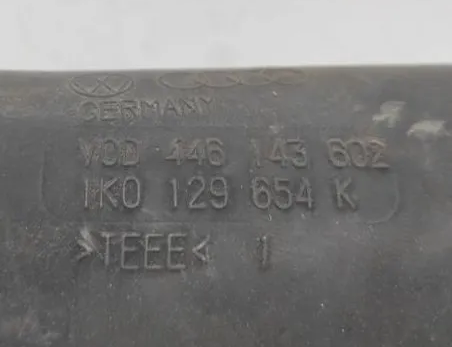 GERMANY
VOD 446 143 602
1K0 129 654 K
>TEEE< 1